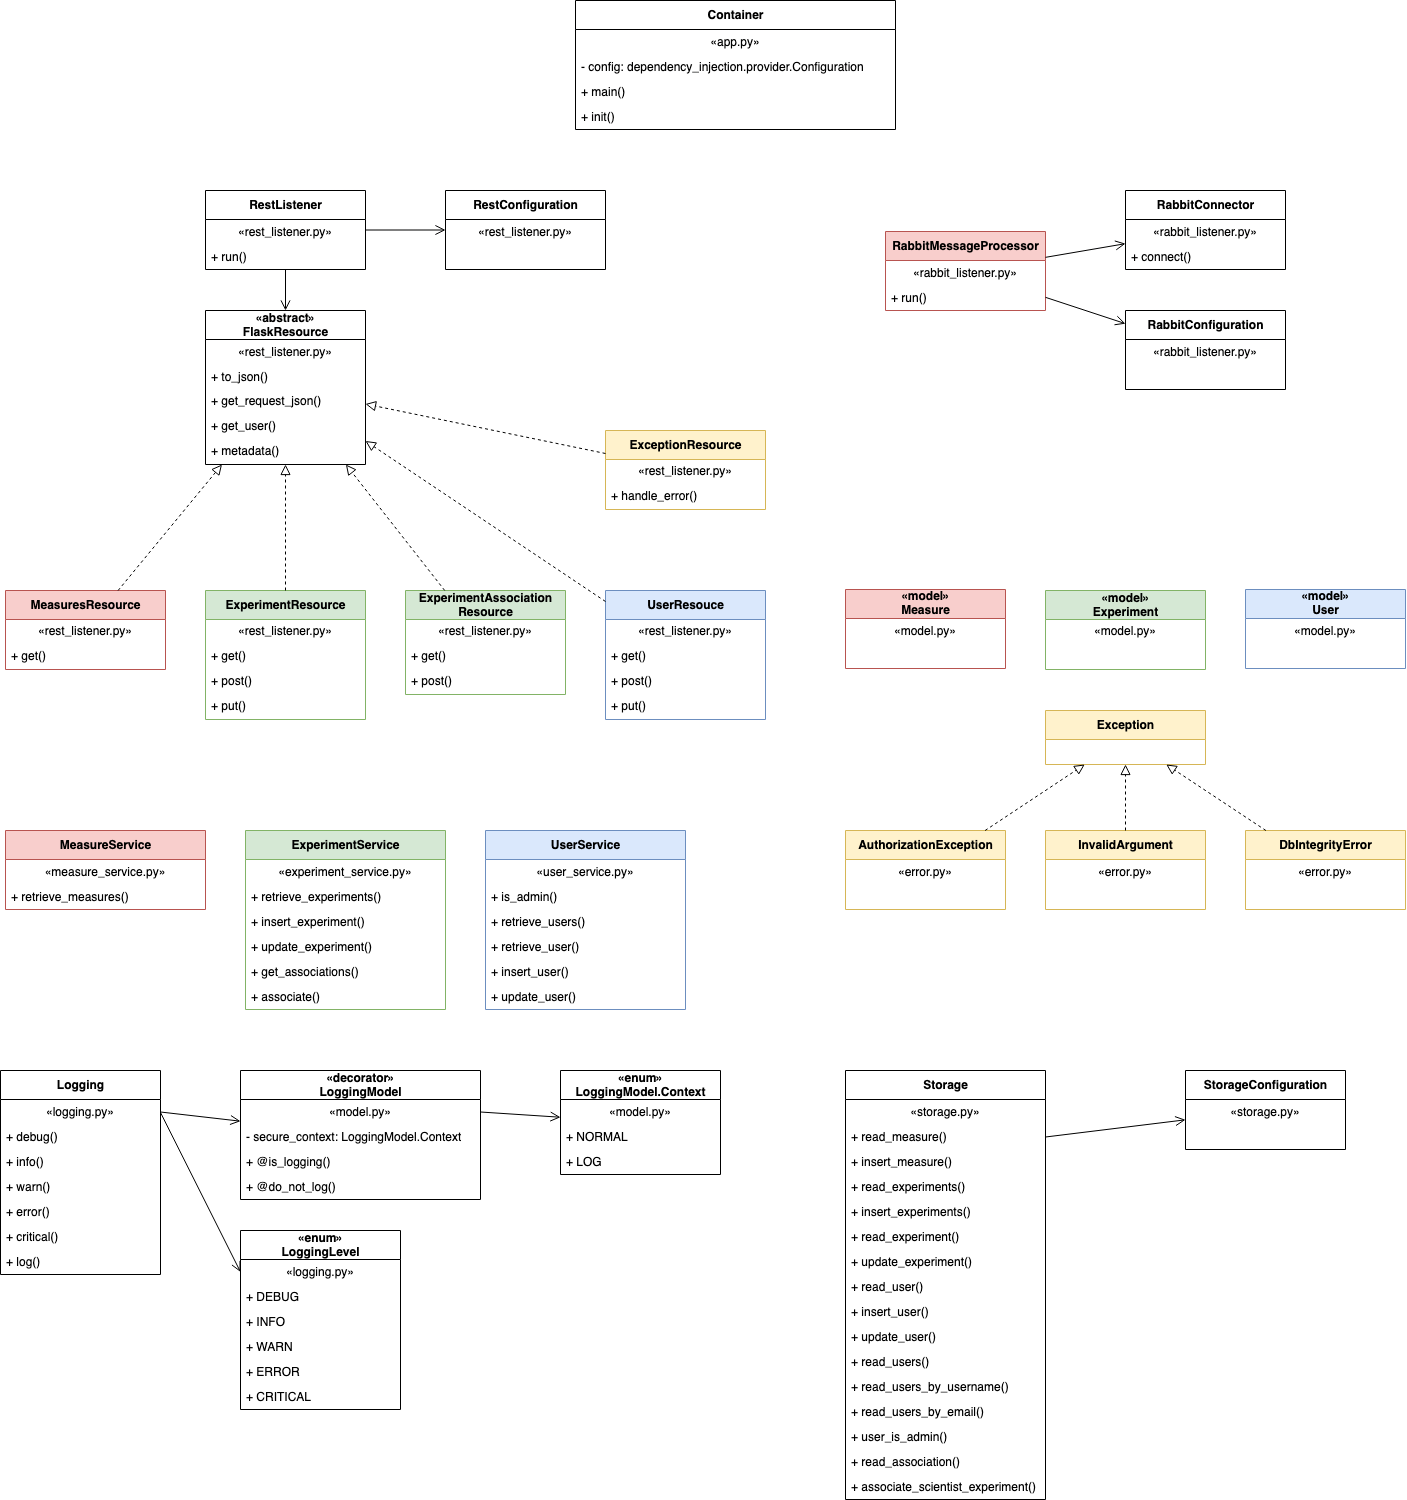 Container
«app.py»
- config: dependency_injection.provider.Configuration
+ main()
+ init()
RestListener
«rest_listener.py»
+ run()
RestConfiguration
«rest_listener.py»
RabbitMessageProcessor
«rabbit_listener.py»
+ run()
RabbitConnector
«rabbit_listener.py»
+ connect()
RabbitConfiguration
«rabbit_listener.py»
«abstract»
FlaskResource
«rest_listener.py»
+ to_json()
+ get_request_json()
+ get_user()
+ metadata()
ExceptionResource
«rest_listener.py»
+ handle_error()
MeasuresResource
«rest_listener.py»
+ get()
ExperimentResource
«rest_listener.py»
+ get()
+ post()
+ put()
ExperimentAssociation
Resource
«rest_listener.py»
+ get()
+ post()
UserResouce
«rest_listener.py»
+ get()
+ post()
+ put()
«model»
Measure
«model.py»
«model»
Experiment
«model.py»
«model»
User
«model.py»
Exception
AuthorizationException
«error.py»
InvalidArgument
«error.py»
DbIntegrityError
«error.py»
MeasureService
«measure_service.py»
+ retrieve_measures()
ExperimentService
«experiment_service.py»
+ retrieve_experiments()
+ insert_experiment()
+ update_experiment()
+ get_associations()
+ associate()
UserService
«user_service.py»
+ is_admin()
+ retrieve_users()
+ retrieve_user()
+ insert_user()
+ update_user()
Logging
«logging.py»
+ debug()
+ info()
+ warn()
+ error()
+ critical()
+ log()
«decorator»
LoggingModel
«model.py»
- secure_context: LoggingModel.Context
+ @is_logging()
+ @do_not_log()
«enum»
LoggingModel.Context
«model.py»
+ NORMAL
+ LOG
«enum»
LoggingLevel
«logging.py»
+ DEBUG
+ INFO
+ WARN
+ ERROR
+ CRITICAL
Storage
«storage.py»
+ read_measure()
+ insert_measure()
+ read_experiments()
+ insert_experiments()
+ read_experiment()
+ update_experiment()
+ read_user()
+ insert_user()
+ update_user()
+ read_users()
+ read_users_by_username()
+ read_users_by_email()
+ user_is_admin()
+ read_association()
+ associate_scientist_experiment()
StorageConfiguration
«storage.py»